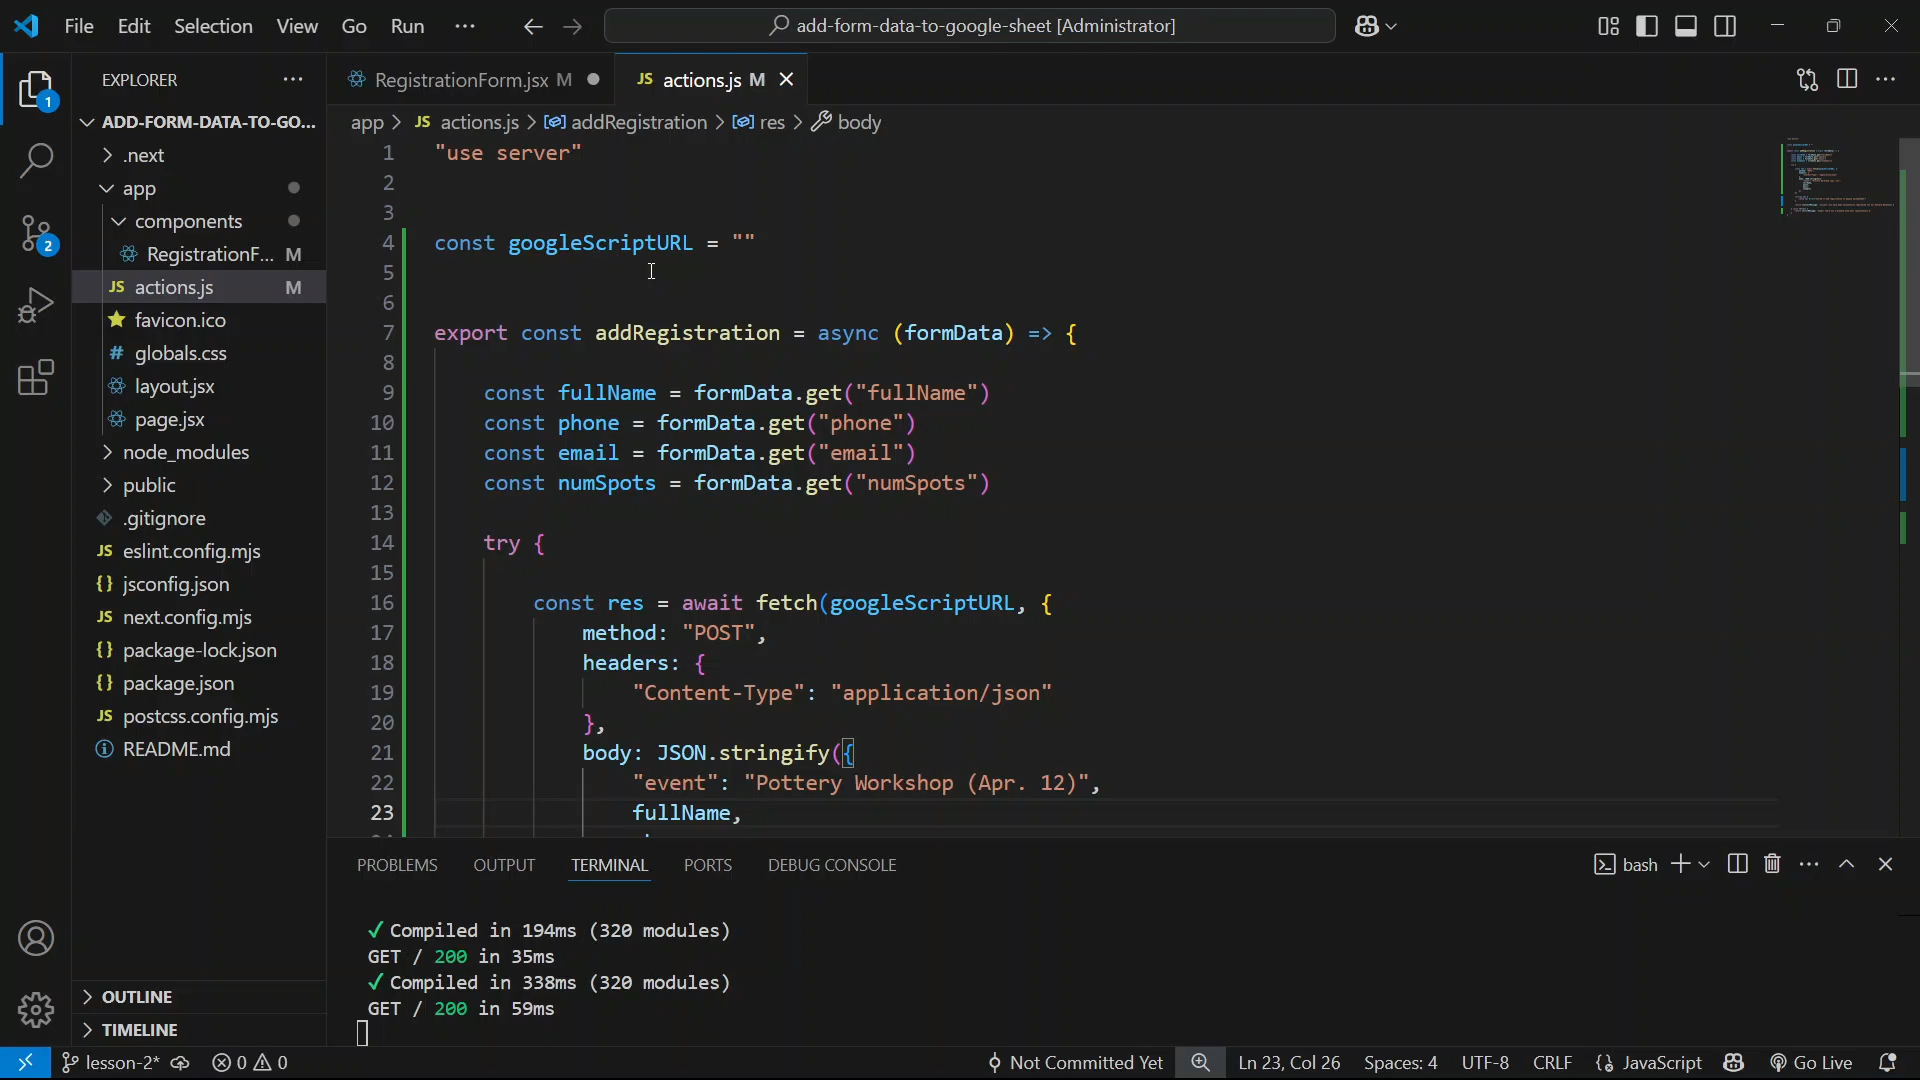 File Edit Selection View Go Run ··· add-form-data-to-google-sheet [Administrator]
EXPLORER
ADD-FORM-DATA-TO-GO...
.next
app
components
RegistrationF... M
JS actions.js M
favicon.ico
# globals.css
layout.jsx
page.jsx
node_modules
public
.gitignore
JS eslint.config.mjs
{} jsconfig.json
JS next.config.mjs
{} package-lock.json
{} package.json
JS postcss.config.mjs
README.md
OUTLINE
TIMELINE
RegistrationForm.jsx M
JS actions.js M
app > JS actions.js > addRegistration > res > body
1 "use server"
2
3
4 const googleScriptURL = ""
5
6
7 export const addRegistration = async (formData) => {
8
9 const fullName = formData.get("fullName")
10 const phone = formData.get("phone")
11 const email = formData.get("email")
12 const numSpots = formData.get("numSpots")
13
14 try {
15
16 const res = await fetch(googleScriptURL, {
17 method: "POST",
18 headers: {
19 "Content-Type": "application/json"
20 },
21 body: JSON.stringify({
22 "event": "Pottery Workshop (Apr. 12)",
23 fullName,
PROBLEMS OUTPUT TERMINAL PORTS DEBUG CONSOLE
bash
✓ Compiled in 194ms (320 modules)
GET / 200 in 35ms
✓ Compiled in 338ms (320 modules)
GET / 200 in 59ms
lesson-2* 0 0 Not Committed Yet Ln 23, Col 26 Spaces: 4 UTF-8 CRLF {} JavaScript Go Live
1
2